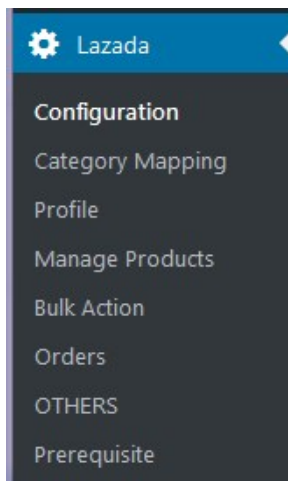 Lazada
Configuration
Category Mapping
Profile
Manage Products
Bulk Action
Orders
OTHERS
Prerequisite